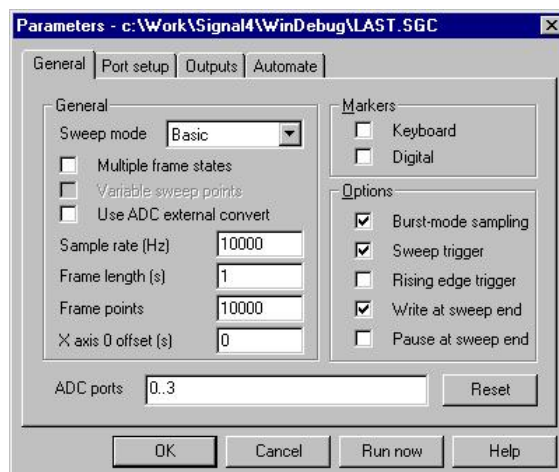 Parameters - c:\Work\Signal4\WinDebug\LAST.SGC
General Port setup Outputs Automate
General
Sweep mode Basic
Multiple frame states
Variable sweep points
Use ADC external convert
Sample rate (Hz) 10000
Frame length (s) 1
Frame points 10000
X axis 0 offset (s) 0
Markers
Keyboard
Digital
Options
Burst-mode sampling
Sweep trigger
Rising edge trigger
Write at sweep end
Pause at sweep end
ADC ports 0..3 Reset
OK Cancel Run now Help